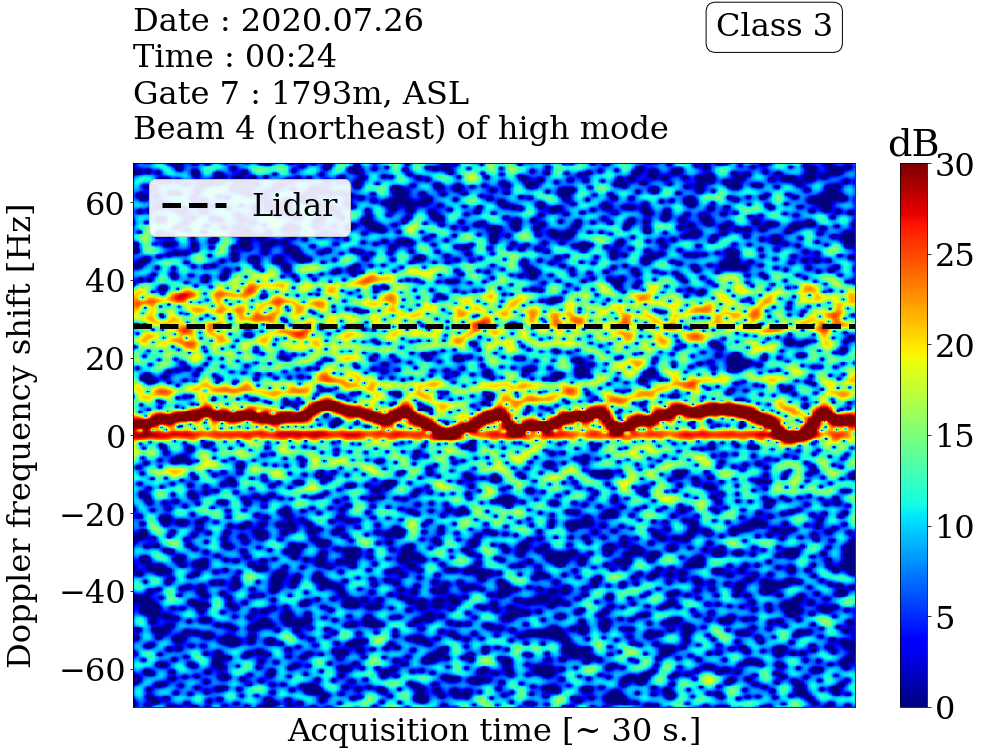 Date : 2020.07.26
Time : 00:24
Gate 7 : 1793m, ASL
Beam 4 (northeast) of high mode
Class 3
dB
Lidar
Doppler frequency shift [Hz]
60
40
20
0
−20
−40
−60
30
25
20
15
10
5
0
Acquisition time [~ 30 s.]